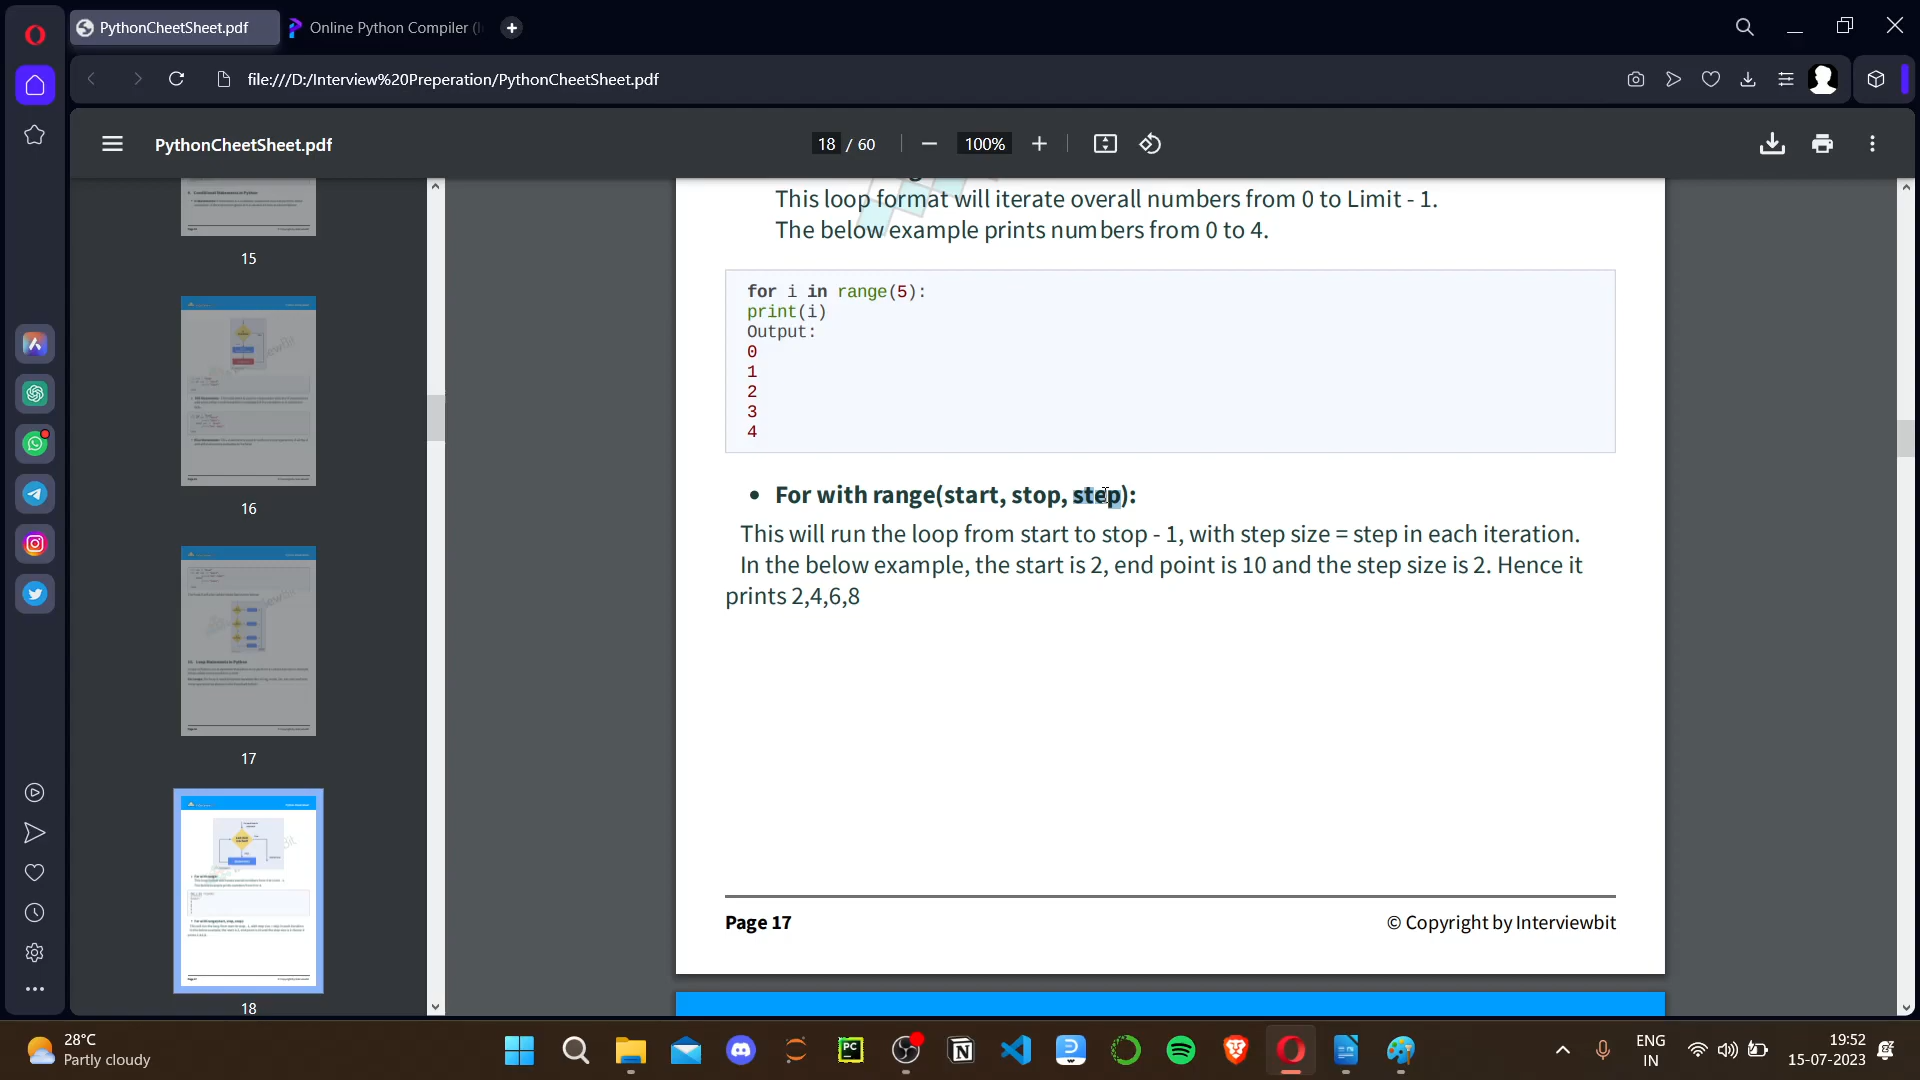 PythonCheetSheet.pdf
Online Python Compiler (I
file:///D:/Interview%20Preperation/PythonCheetSheet.pdf
PythonCheetSheet.pdf
18 / 60
100%
15
16
17
18
This loop format will iterate overall numbers from 0 to Limit - 1.
The below example prints numbers from 0 to 4.
for i in range(5):
print(i)
Output:
0
1
2
3
4
• For with range(start, stop, step):
This will run the loop from start to stop - 1, with step size = step in each iteration.
In the below example, the start is 2, end point is 10 and the step size is 2. Hence it
prints 2,4,6,8
Page 17
© Copyright by Interviewbit
28°C
Partly cloudy
ENG
IN
19:52
15-07-2023